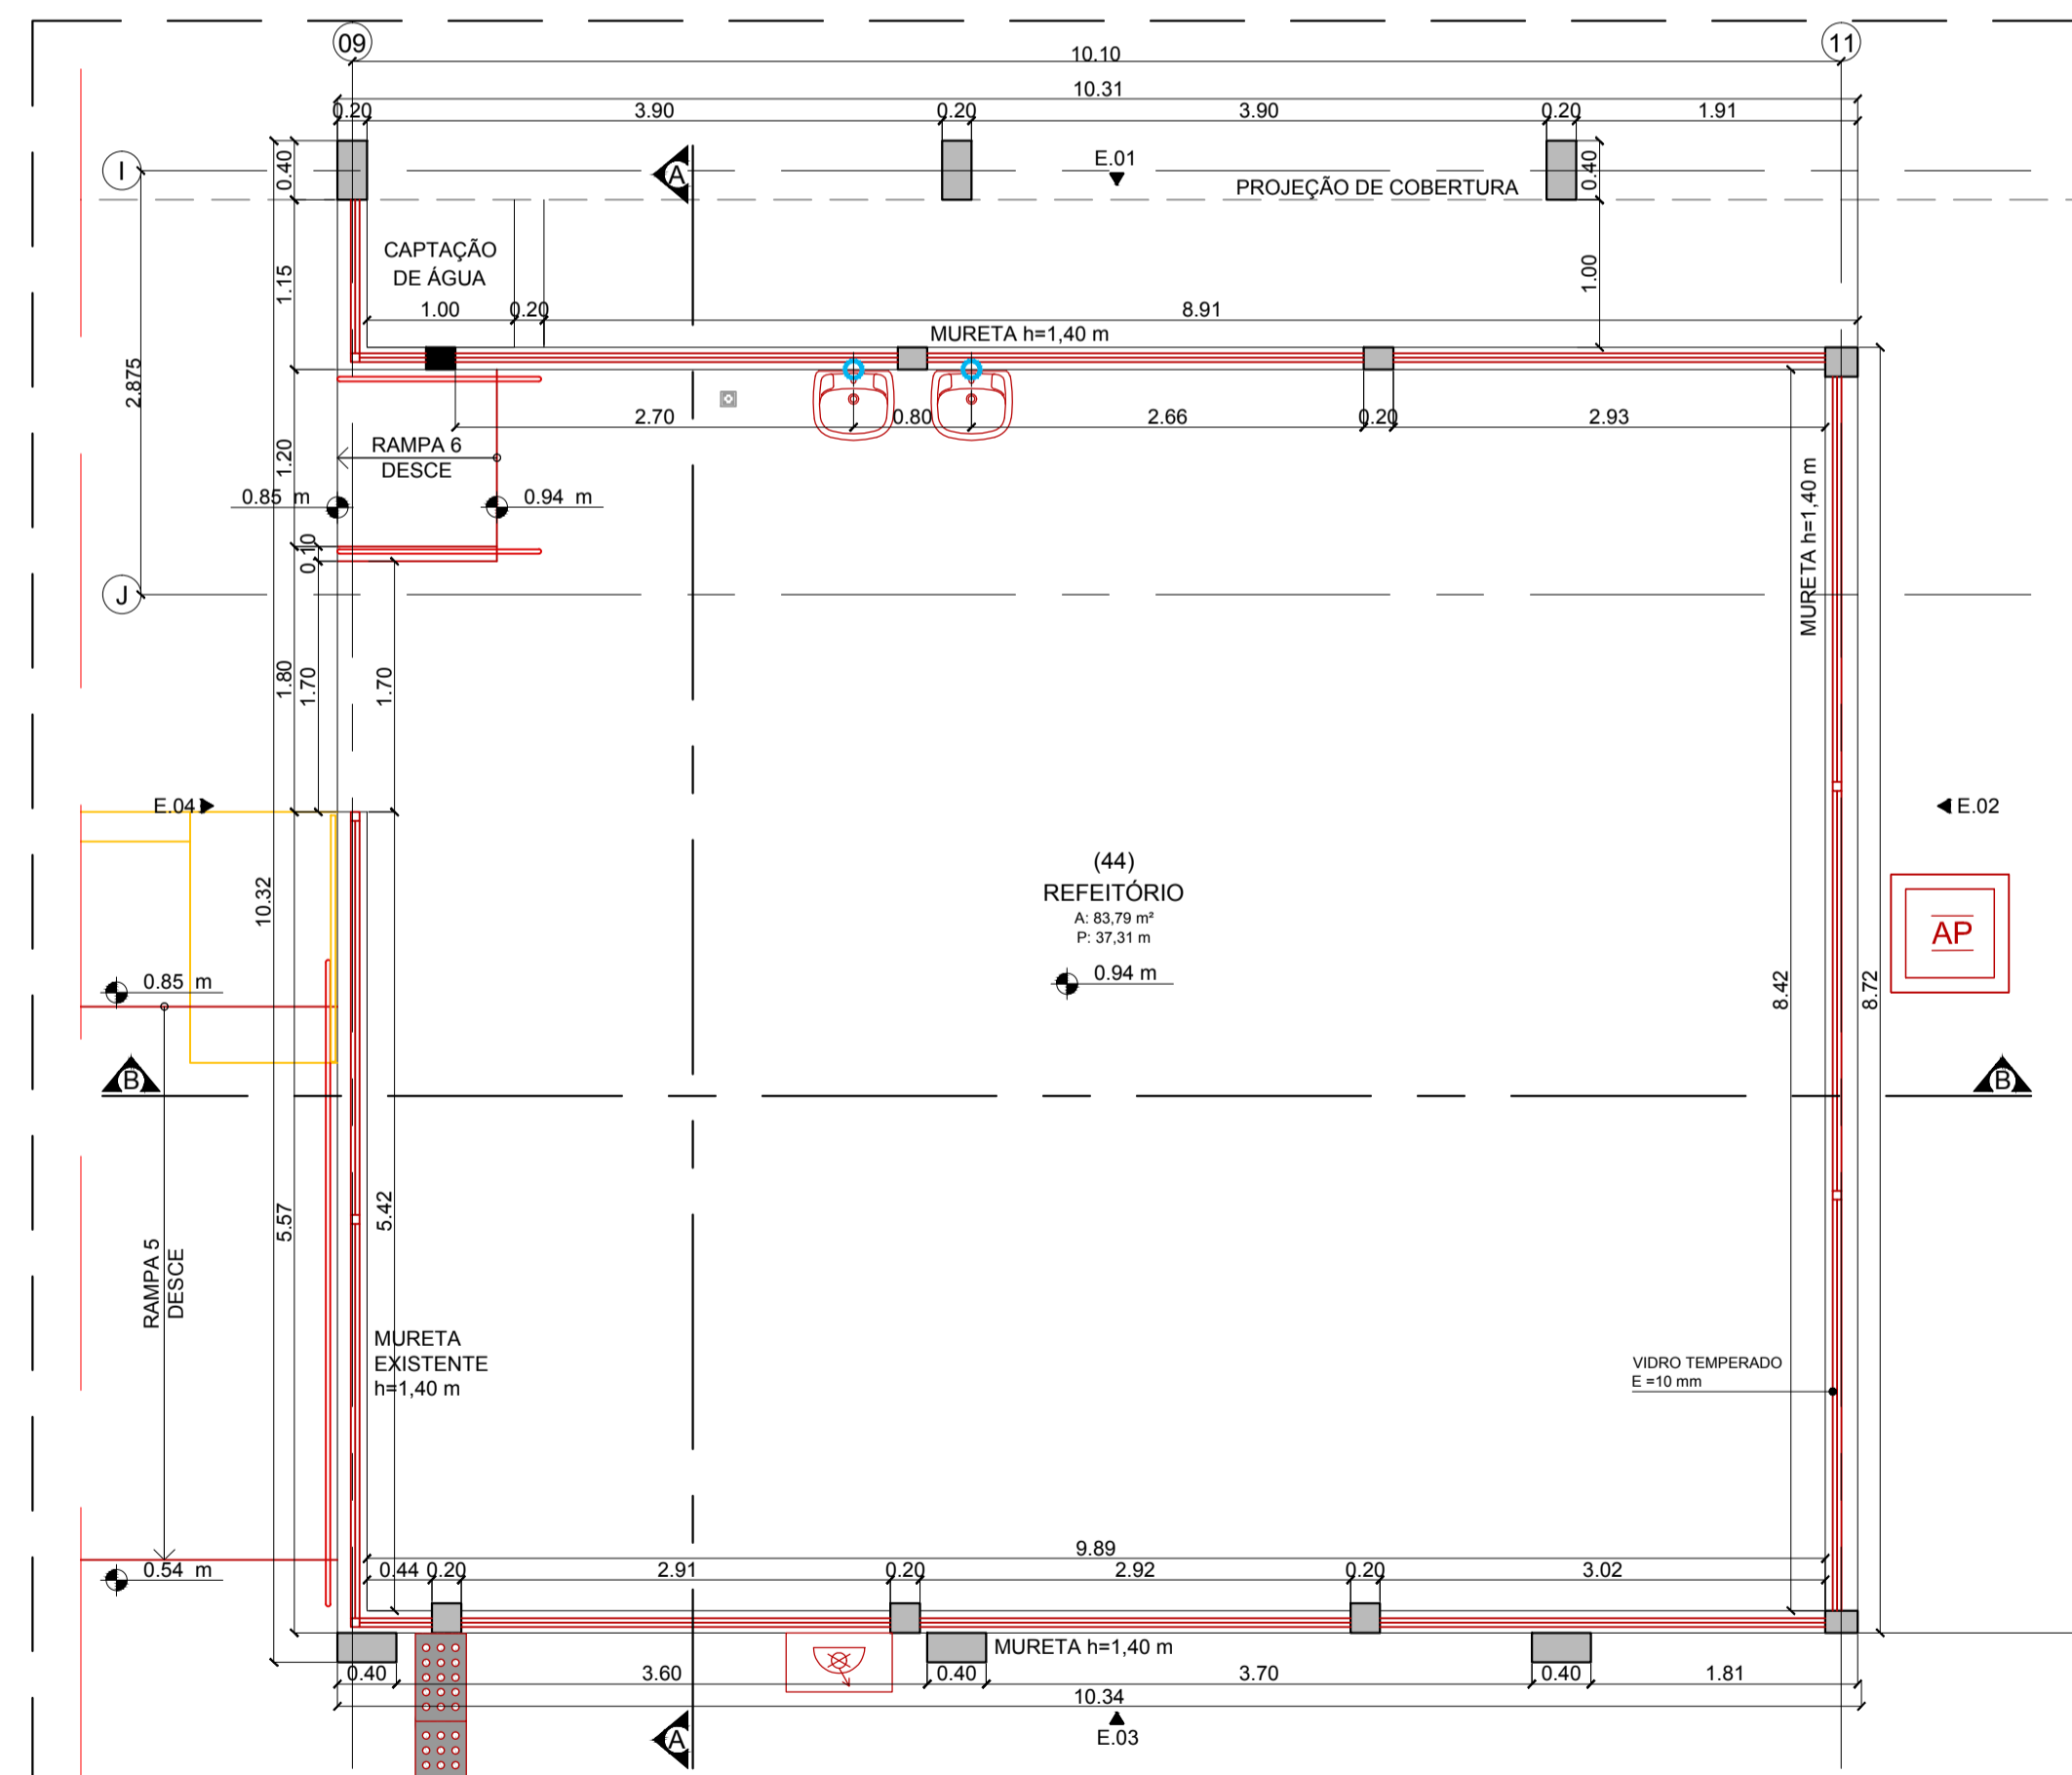 09
11
10.10
10.31
0.20
3.90
0.20
3.90
0.20
1.91
I
0.40
A
E.01
0.40
PROJEÇÃO DE COBERTURA
CAPTAÇÃO
DE ÁGUA
1.15
1.00
1.00
0.20
8.91
MURETA h=1,40 m
2.875
2.70
0.80
2.66
0.20
2.93
RAMPA 6
DESCE
1.20
0.85 m
0.94 m
MURETA h=1,40 m
0.10
J
1.80
1.70
1.70
E.04
E.02
(44)
REFEITÓRIO
A: 83,79 m²
P: 37,31 m
0.94 m
10.32
AP
0.85 m
8.42
8.72
B
B
5.57
5.42
RAMPA 5
DESCE
MURETA
EXISTENTE
h=1,40 m
VIDRO TEMPERADO
E =10 mm
9.89
0.54 m
0.44
0.20
2.91
0.20
2.92
0.20
3.02
MURETA h=1,40 m
0.40
3.60
0.40
3.70
0.40
1.81
10.34
A
E.03